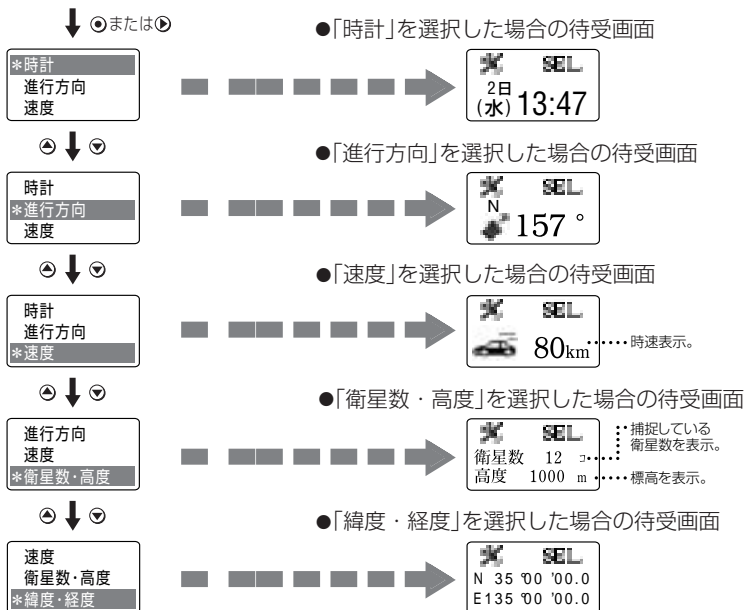 または
●「時計」を選択した場合の待受画面
*時計
進行方向
速度
SEL
2日
(水) 13:47
●「進行方向」を選択した場合の待受画面
時計
*進行方向
速度
SEL
N
157 °
●「速度」を選択した場合の待受画面
時計
進行方向
*速度
SEL
80km
時速表示。
●「衛星数・高度」を選択した場合の待受画面
進行方向
速度
*衛星数・高度
SEL
衛星数 12 コ
高度 1000 m
捕捉している
衛星数を表示。
標高を表示。
●「緯度・経度」を選択した場合の待受画面
速度
衛星数・高度
*緯度・経度
SEL
N 35°00'00.0
E135°00'00.0